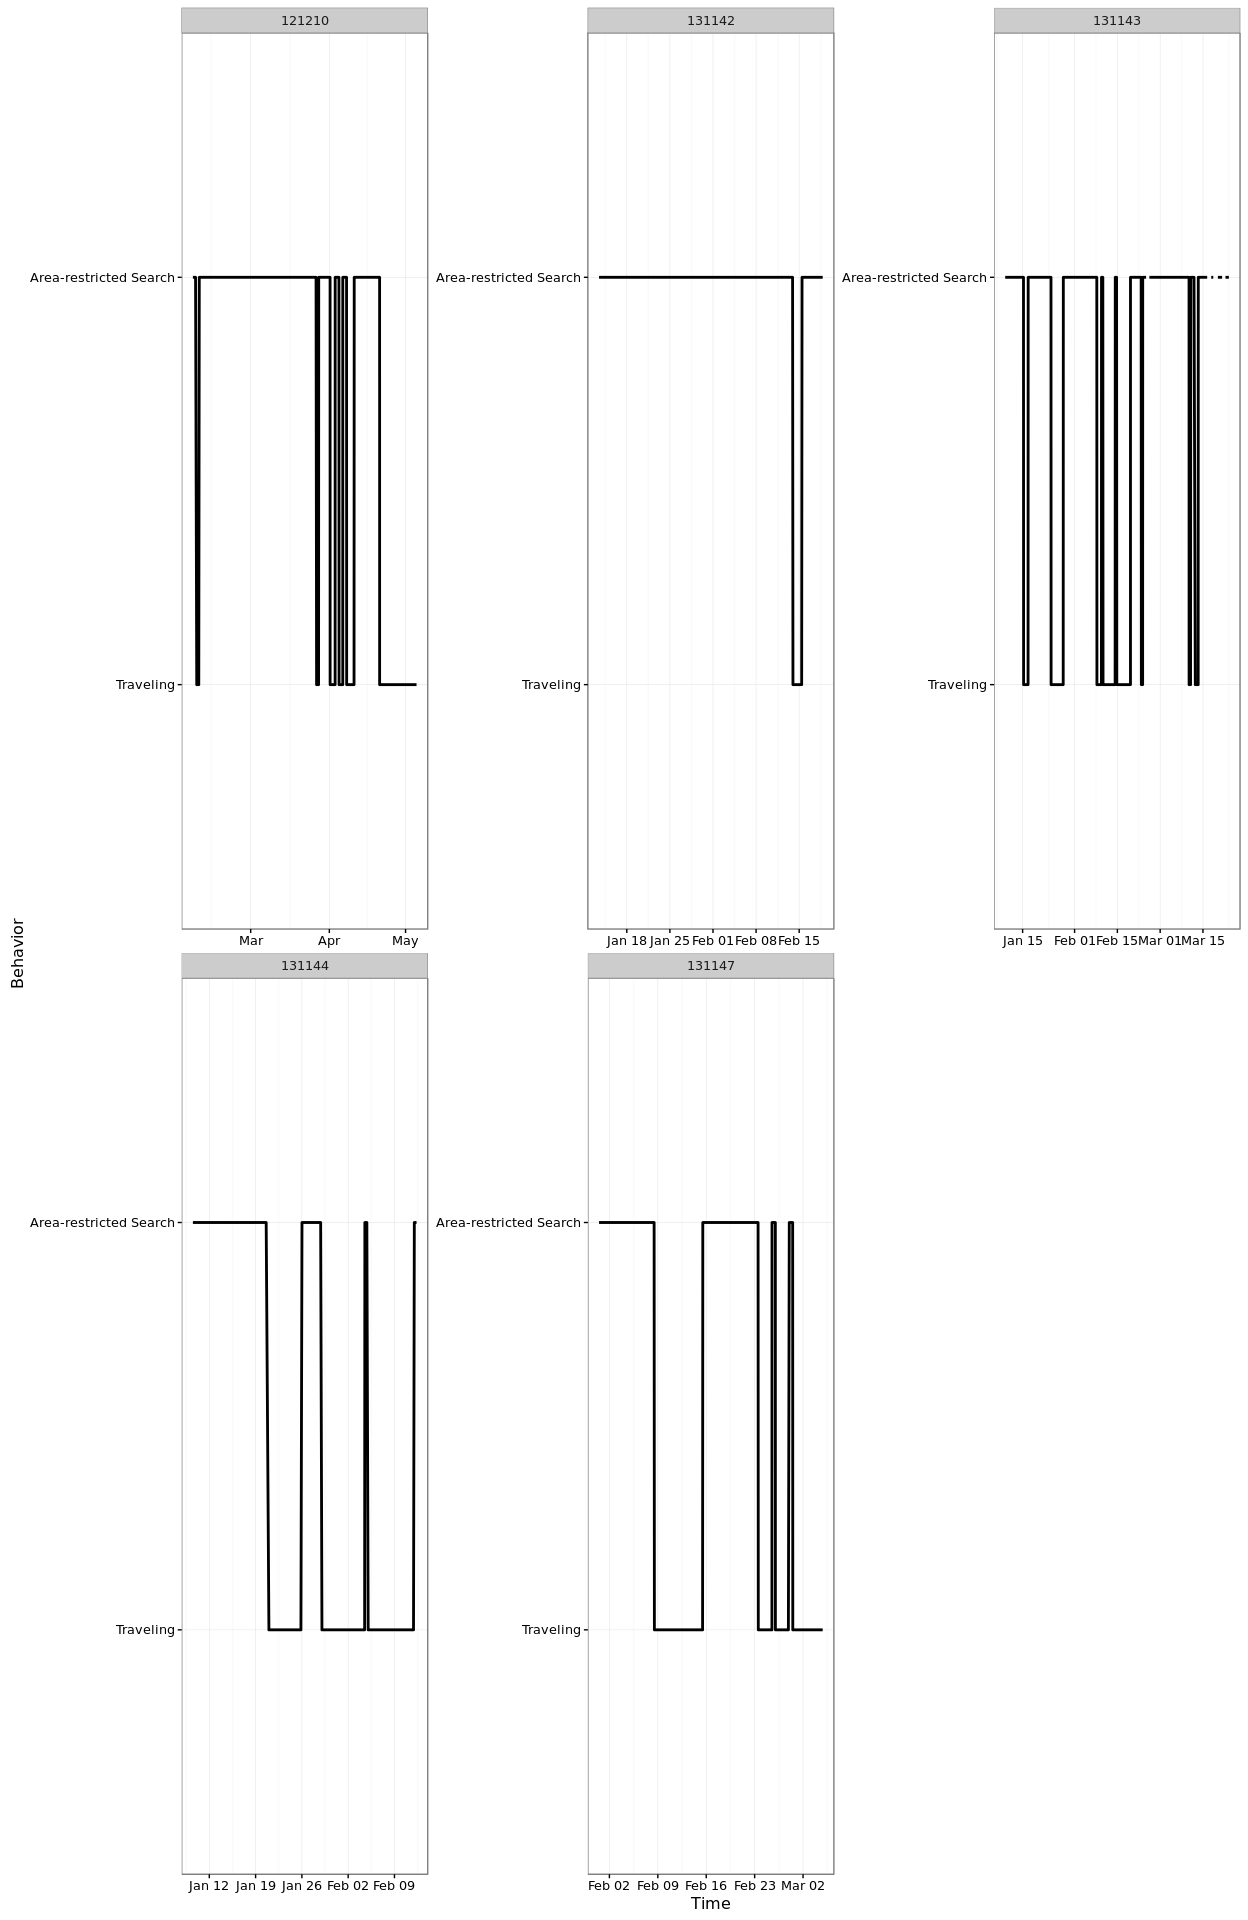 121210 131142 131143
Area-restricted Search Area-restricted Search Area-restricted Search
Traveling Traveling Traveling
Behavior
Mar Apr May Jan 18 Jan 25 Feb 01 Feb 08 Feb 15 Jan 15 Feb 01 Feb 15 Mar 01 Mar 15
131144 131147
Area-restricted Search Area-restricted Search
Traveling Traveling
Jan 12 Jan 19 Jan 26 Feb 02 Feb 09 Feb 02 Feb 09 Feb 16 Feb 23 Mar 02
Time